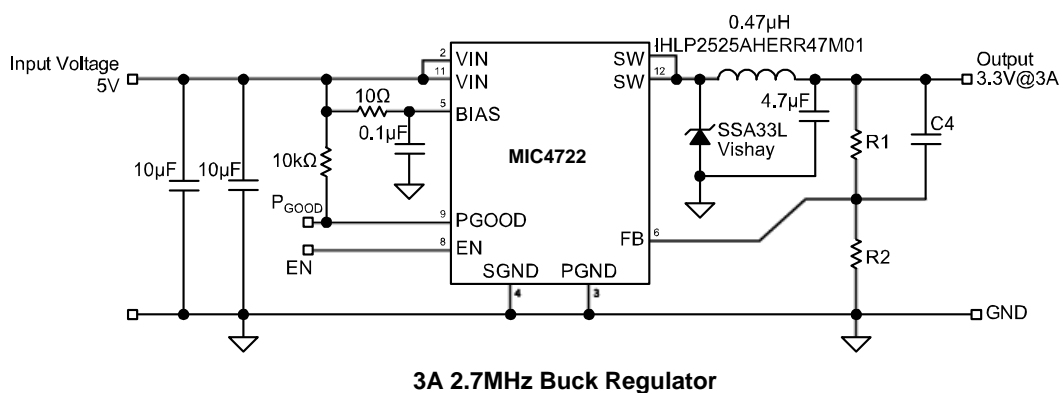 0.47µH
IHLP2525AHERR47M01
Input Voltage
5V
2
VIN
SW
11
VIN
12
SW
Output
3.3V@3A
10Ω
5
BIAS
4.7µF
0.1µF
SSA33L
Vishay
R1
C4
MIC4722
10kΩ
10µF
10µF
PGOOD
9
PGOOD
8
EN
EN
6
FB
R2
SGND
PGND
4
3
GND
3A 2.7MHz Buck Regulator